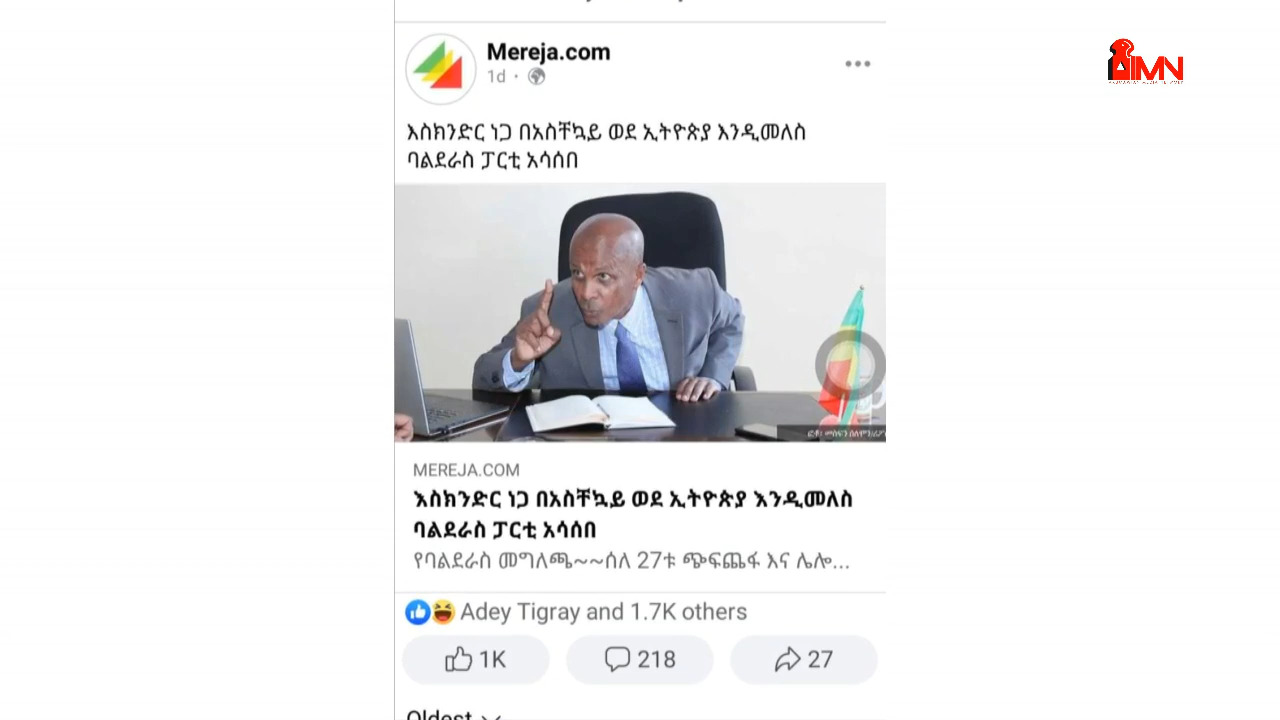 Mereja.com
1d ·
AIMN
እስክንድር ነጋ በአስቸኳይ ወደ ኢትዮጵያ እንዲመለስ
ባልደራስ ፓርቲ አሳሰበ
MEREJA.COM
እስክንድር ነጋ በአስቸኳይ ወደ ኢትዮጵያ እንዲመለስ
ባልደራስ ፓርቲ አሳሰበ
የባልደራስ መግለጫ~~ሰለ 27ቱ ጭፍጨፋ እና ሌሎ...
Adey Tigray and 1.7K others
1K 218 27
Oldest